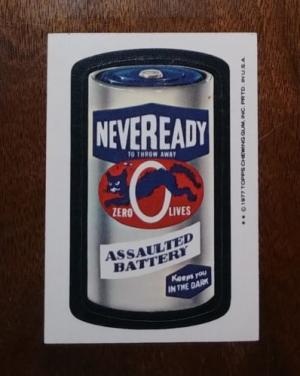 NEVEREADY
TO THROW AWAY
ZERO LIVES
ASSAULTED
BATTERY
Keeps you
IN THE DARK
★★ © 1977 TOPPS CHEWING GUM, INC. PRTD. IN U.S.A.